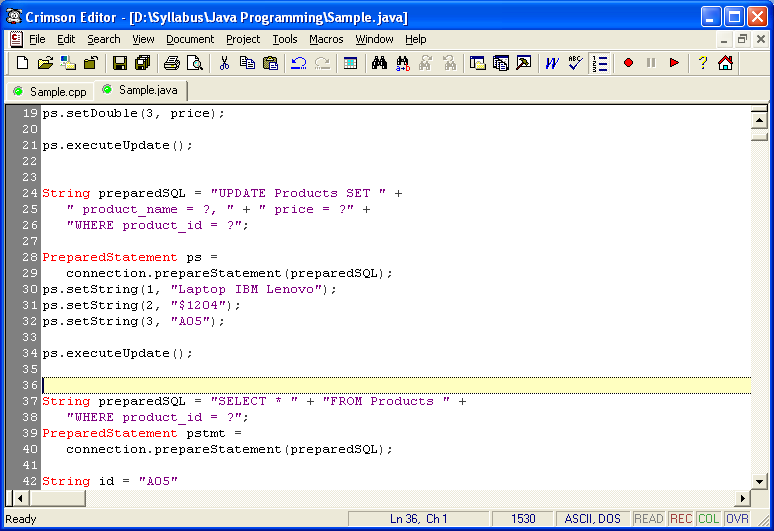 Crimson Editor - [D:\Syllabus\Java Programming\Sample.java]
File Edit Search View Document Project Tools Macros Window Help
Sample.cpp Sample.java
19 ps.setDouble(3, price);
20
21 ps.executeUpdate();
22
23
24 String preparedSQL = "UPDATE Products SET " +
25 " product_name = ?, " + " price = ?" +
26 "WHERE product_id = ?";
27
28 PreparedStatement ps =
29 connection.prepareStatement(preparedSQL);
30 ps.setString(1, "Laptop IBM Lenovo");
31 ps.setString(2, "$1204");
32 ps.setString(3, "A05");
33
34 ps.executeUpdate();
35
36
37 String preparedSQL = "SELECT * " + "FROM Products " +
38 "WHERE product_id = ?";
39 PreparedStatement pstmt =
40 connection.prepareStatement(preparedSQL);
41
42 String id = "A05"
Ready Ln 36, Ch 1 1530 ASCII, DOS READ REC COL OVR